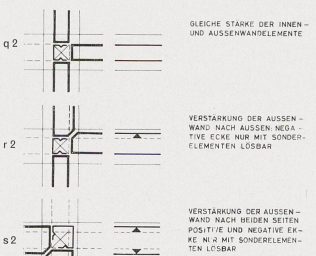 q 2
GLEICHE STÄRKE DER INNEN-
UND AUSSENWANDELEMENTE
r 2
VERSTÄRKUNG DER AUSSEN-
WAND NACH AUSSEN: NEGA-
TIVE ECKE NUR MIT SONDER-
ELEMENTEN LÖSBAR
s 2
VERSTÄRKUNG DER AUSSEN-
WAND NACH BEIDEN SEITEN
POSITIVE UND NEGATIVE EK-
KE NUR MIT SONDERELEMEN-
TEN LÖSBAR